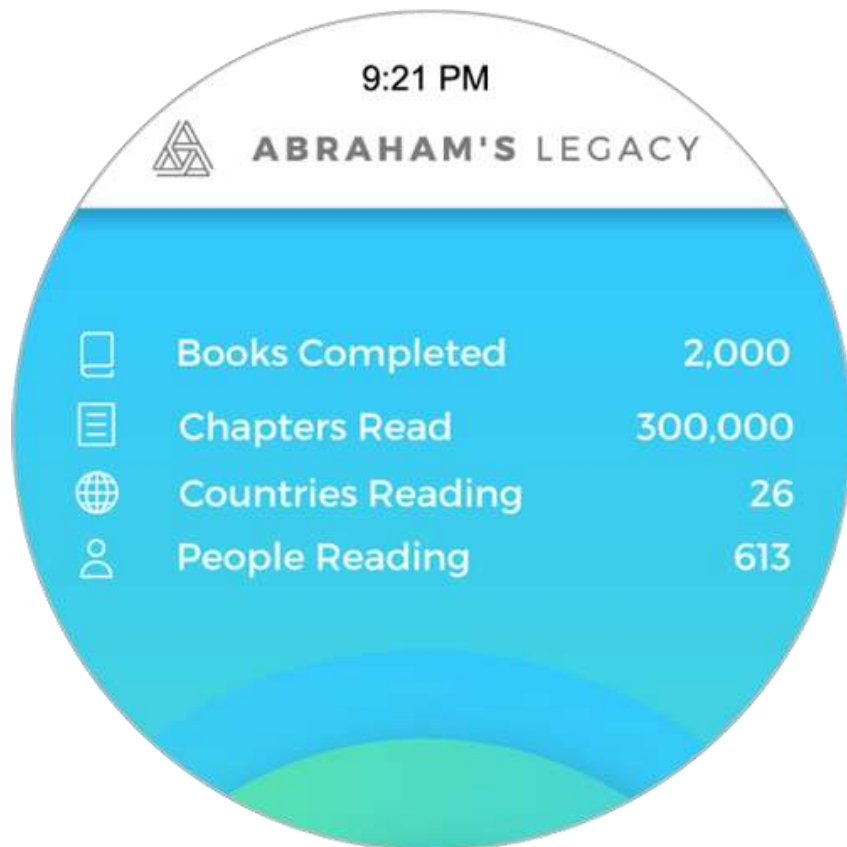 9:21 PM
ABRAHAM'S LEGACY
Books Completed 2,000
Chapters Read 300,000
Countries Reading 26
People Reading 613